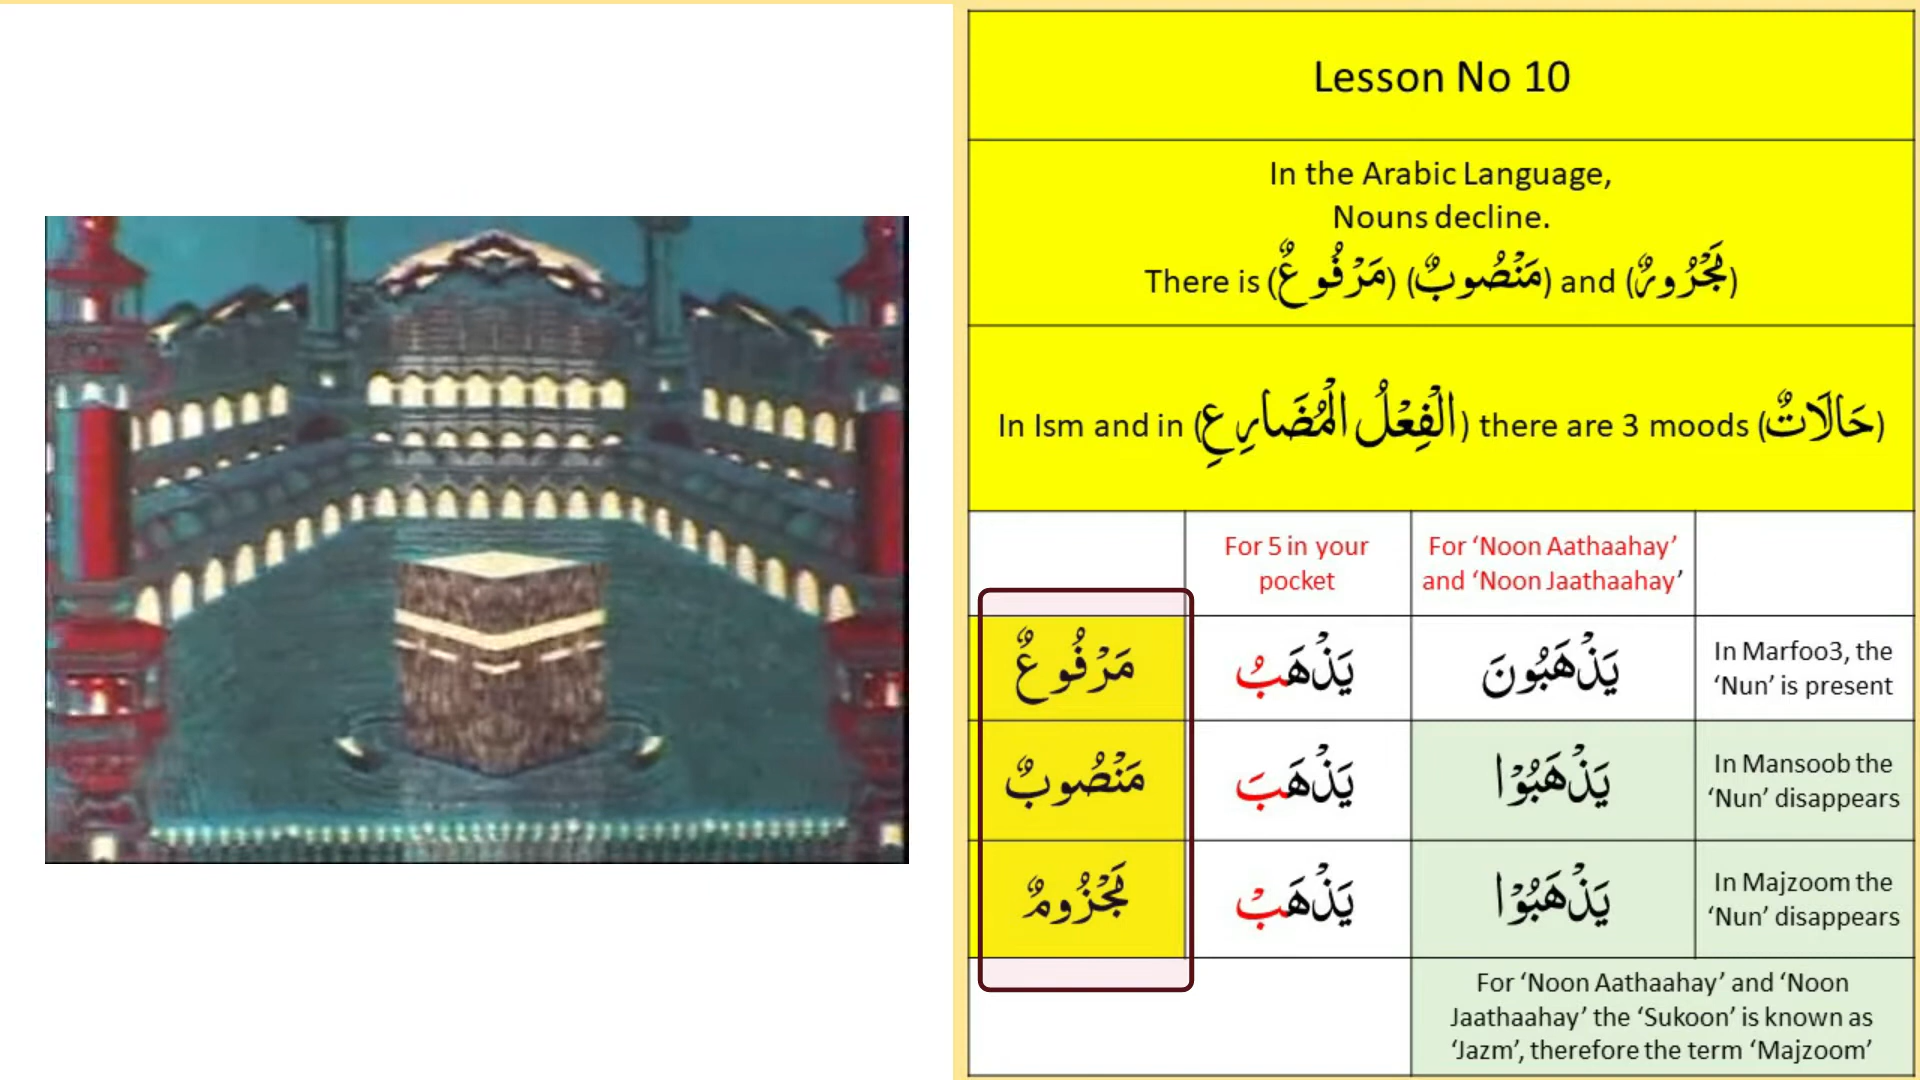 Lesson No 10
In the Arabic Language,
Nouns decline.
There is (مَرْفُوعٌ) (مَنْصُوبٌ) and (مَجْرُورٌ)
In Ism and in (الْفِعْلُ الْمُضَارِعِ) there are 3 moods (حَالَاتٌ)
For 5 in your
pocket
For ‘Noon Aathaahay’
and ‘Noon Jaathaahay’
مَرْفُوعٌ
يَذْهَبُ
يَذْهَبُونَ
In Marfoo3, the
‘Nun’ is present
مَنْصُوبٌ
يَذْهَبَ
يَذْهَبُوْا
In Mansoob the
‘Nun’ disappears
مَجْزُومٌ
يَذْهَبْ
يَذْهَبُوْا
In Majzoom the
‘Nun’ disappears
For ‘Noon Aathaahay’ and ‘Noon
Jaathaahay’ the ‘Sukoon’ is known as
‘Jazm’, therefore the term ‘Majzoom’